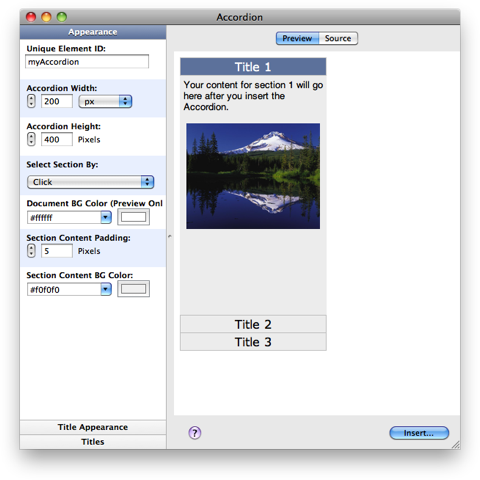 Accordion
Appearance
Unique Element ID:
myAccordion
Accordion Width:
200 px
Accordion Height:
400 Pixels
Select Section By:
Click
Document BG Color (Preview Onl
#ffffff
Section Content Padding:
5 Pixels
Section Content BG Color:
#f0f0f0
Title Appearance
Titles
Preview Source
Title 1
Your content for section 1 will go
here after you insert the
Accordion.
Title 2
Title 3
?
Insert...